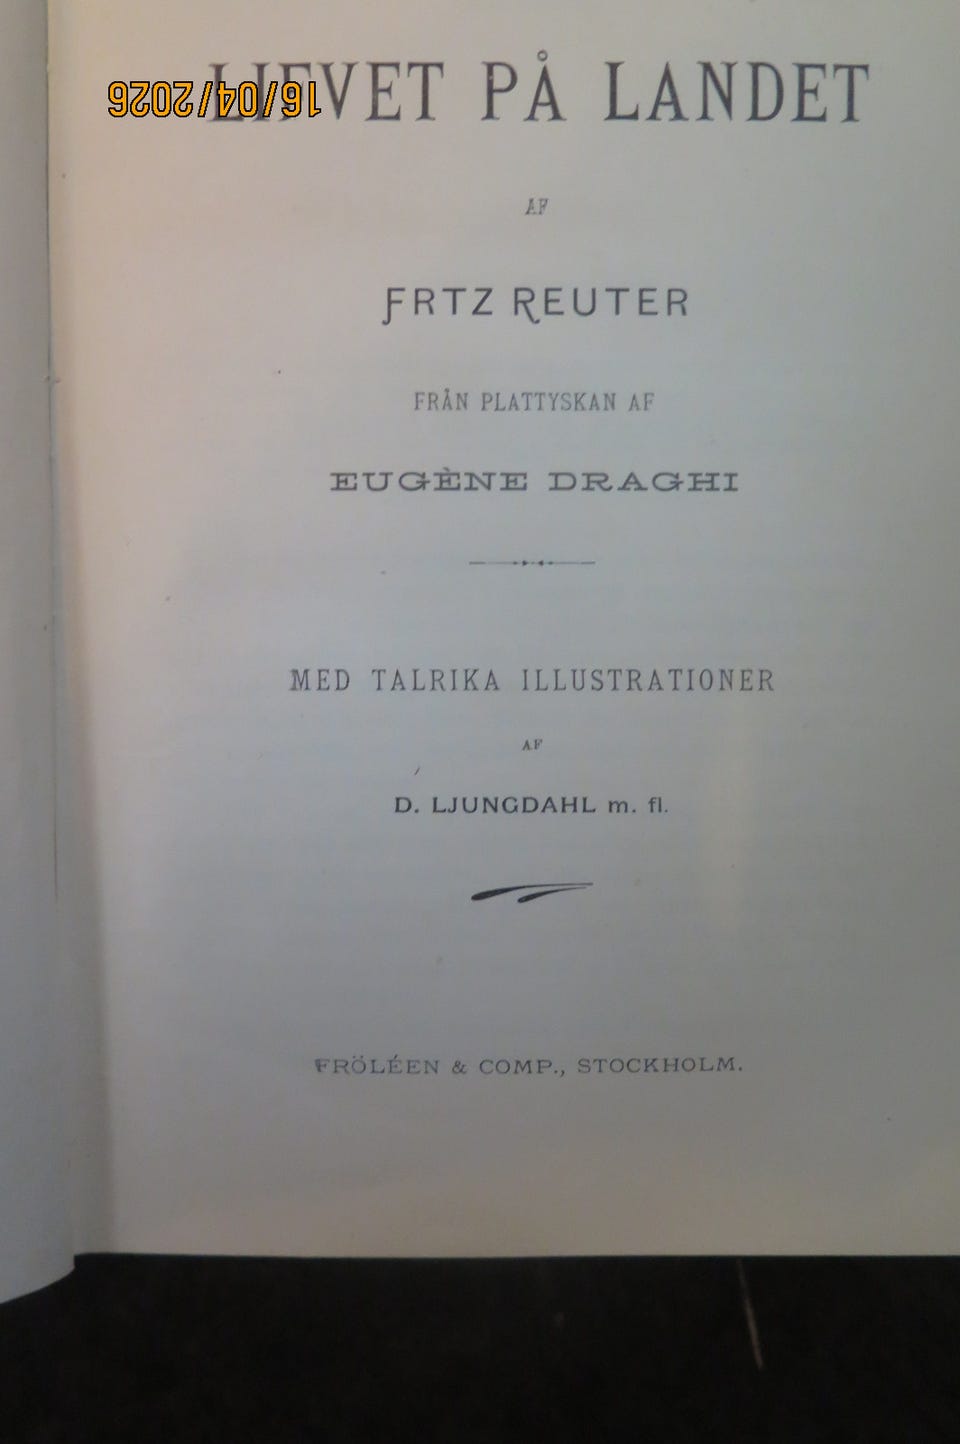 LIFVET PÅ LANDET
16/04/2026
AF
FRTZ REUTER
FRÅN PLATTYSKAN AF
EUGÈNE DRAGHI
MED TALRIKA ILLUSTRATIONER
AF
D. LJUNGDAHL m. fl.
FRÖLÉEN & COMP., STOCKHOLM.